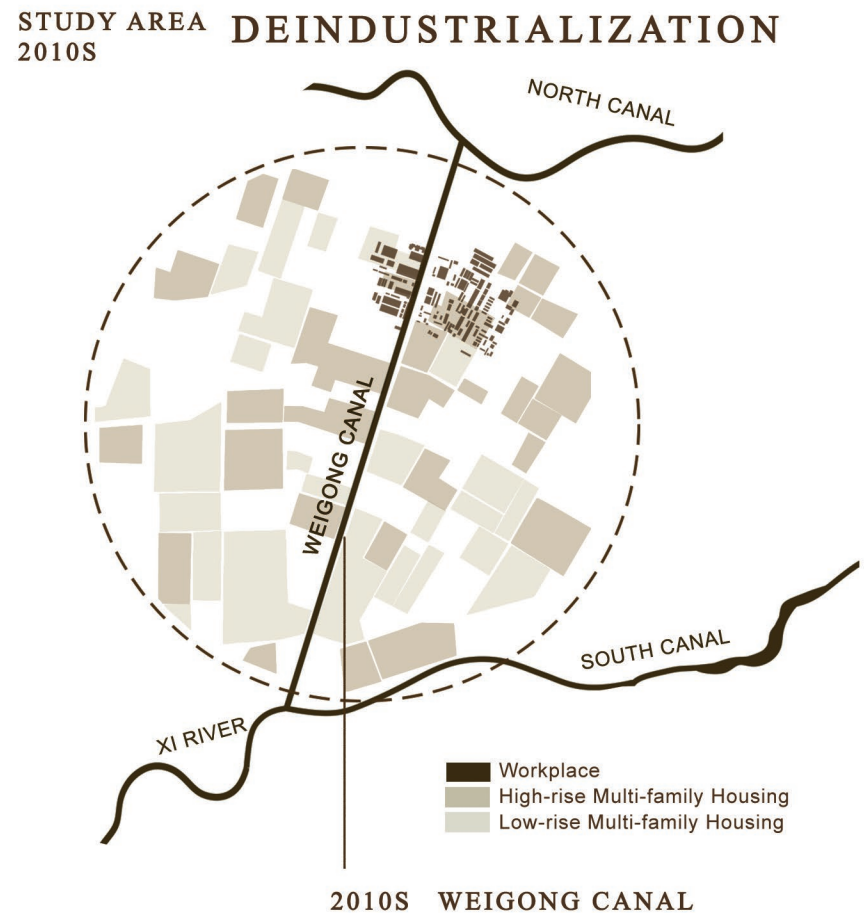 STUDY AREA
2010S
DEINDUSTRIALIZATION
NORTH CANAL
WEIGONG CANAL
SOUTH CANAL
XI RIVER
Workplace
High-rise Multi-family Housing
Low-rise Multi-family Housing
2010S WEIGONG CANAL